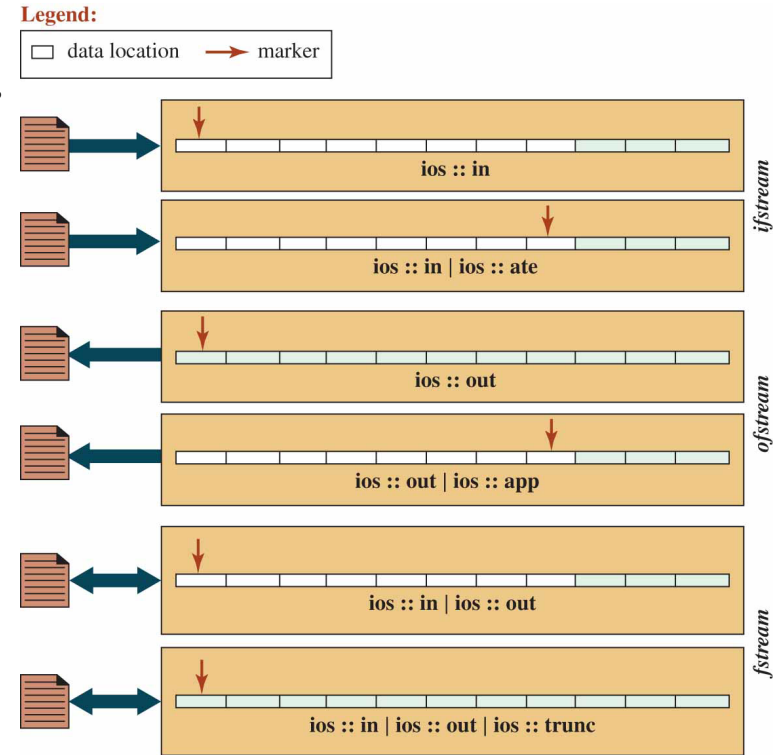 Legend:
data location marker
ios :: in
ios :: in | ios :: ate
ifstream
ios :: out
ios :: out | ios :: app
ofstream
ios :: in | ios :: out
ios :: in | ios :: out | ios :: trunc
fstream